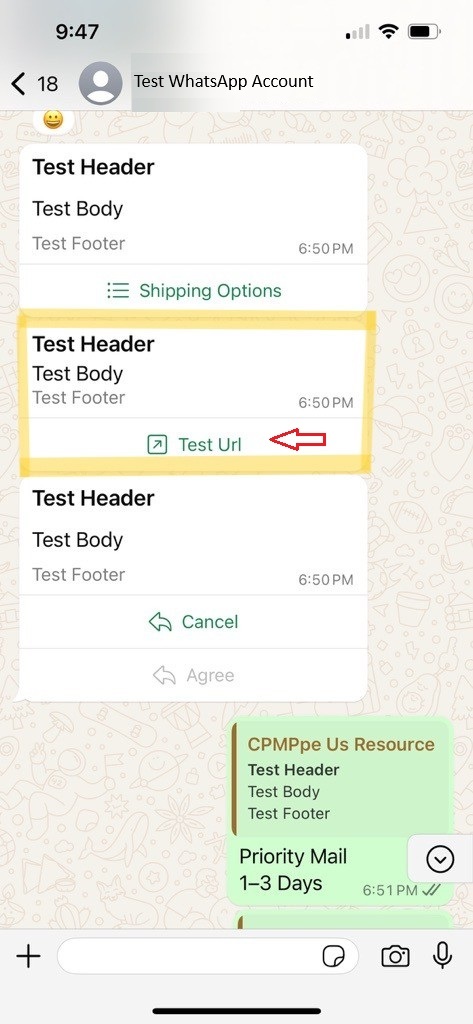 9:47
18
Test WhatsApp Account
Test Header
Test Body
Test Footer
6:50 PM
Shipping Options
Test Header
Test Body
Test Footer
6:50 PM
Test Url
Test Header
Test Body
Test Footer
6:50 PM
Cancel
Agree
CPMPpe Us Resource
Test Header
Test Body
Test Footer
Priority Mail
1–3 Days
6:51 PM